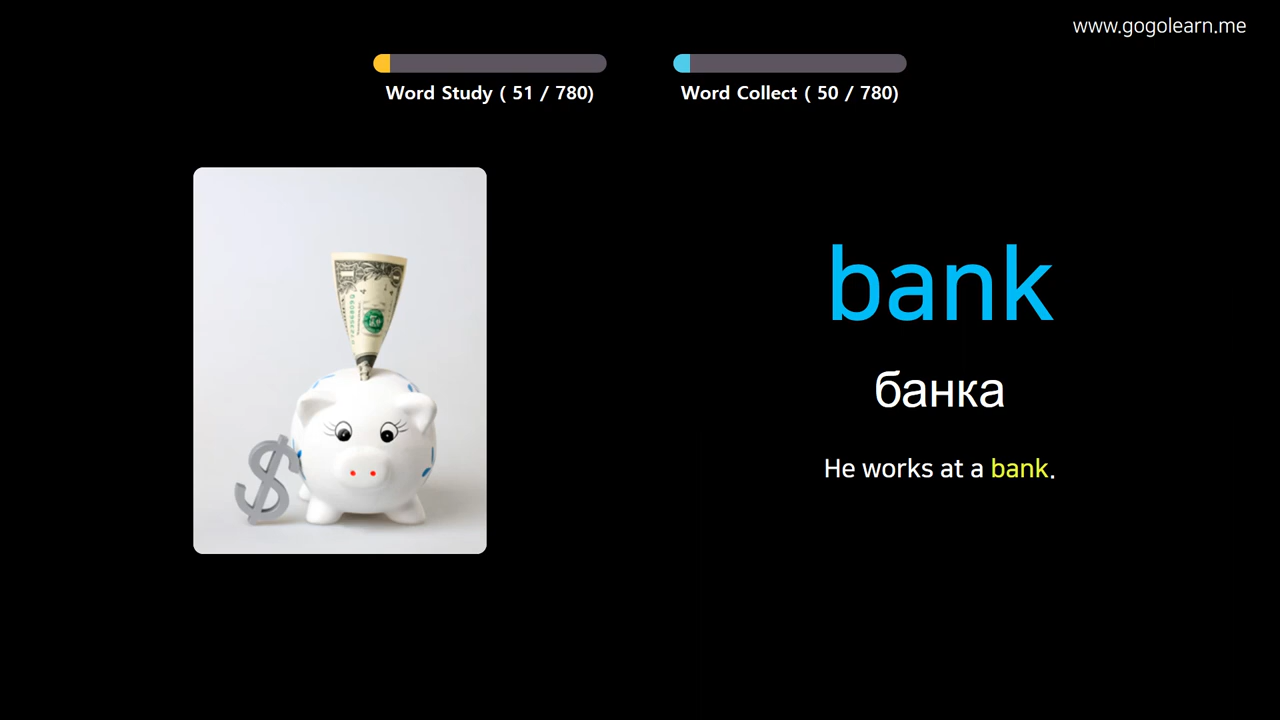 www.gogolearn.me
Word Study ( 51 / 780)
Word Collect ( 50 / 780)
bank
банка
He works at a bank.